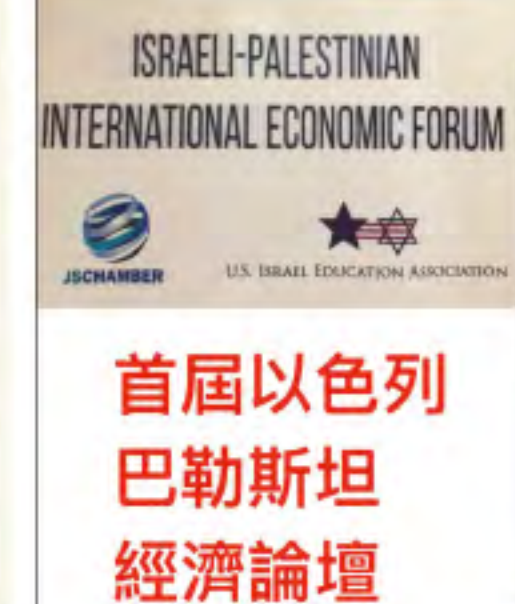 ISRAELI-PALESTINIAN
INTERNATIONAL ECONOMIC FORUM
JSCHAMBER
U.S. ISRAEL EDUCATION ASSOCIATION
首屆以色列
巴勒斯坦
經濟論壇